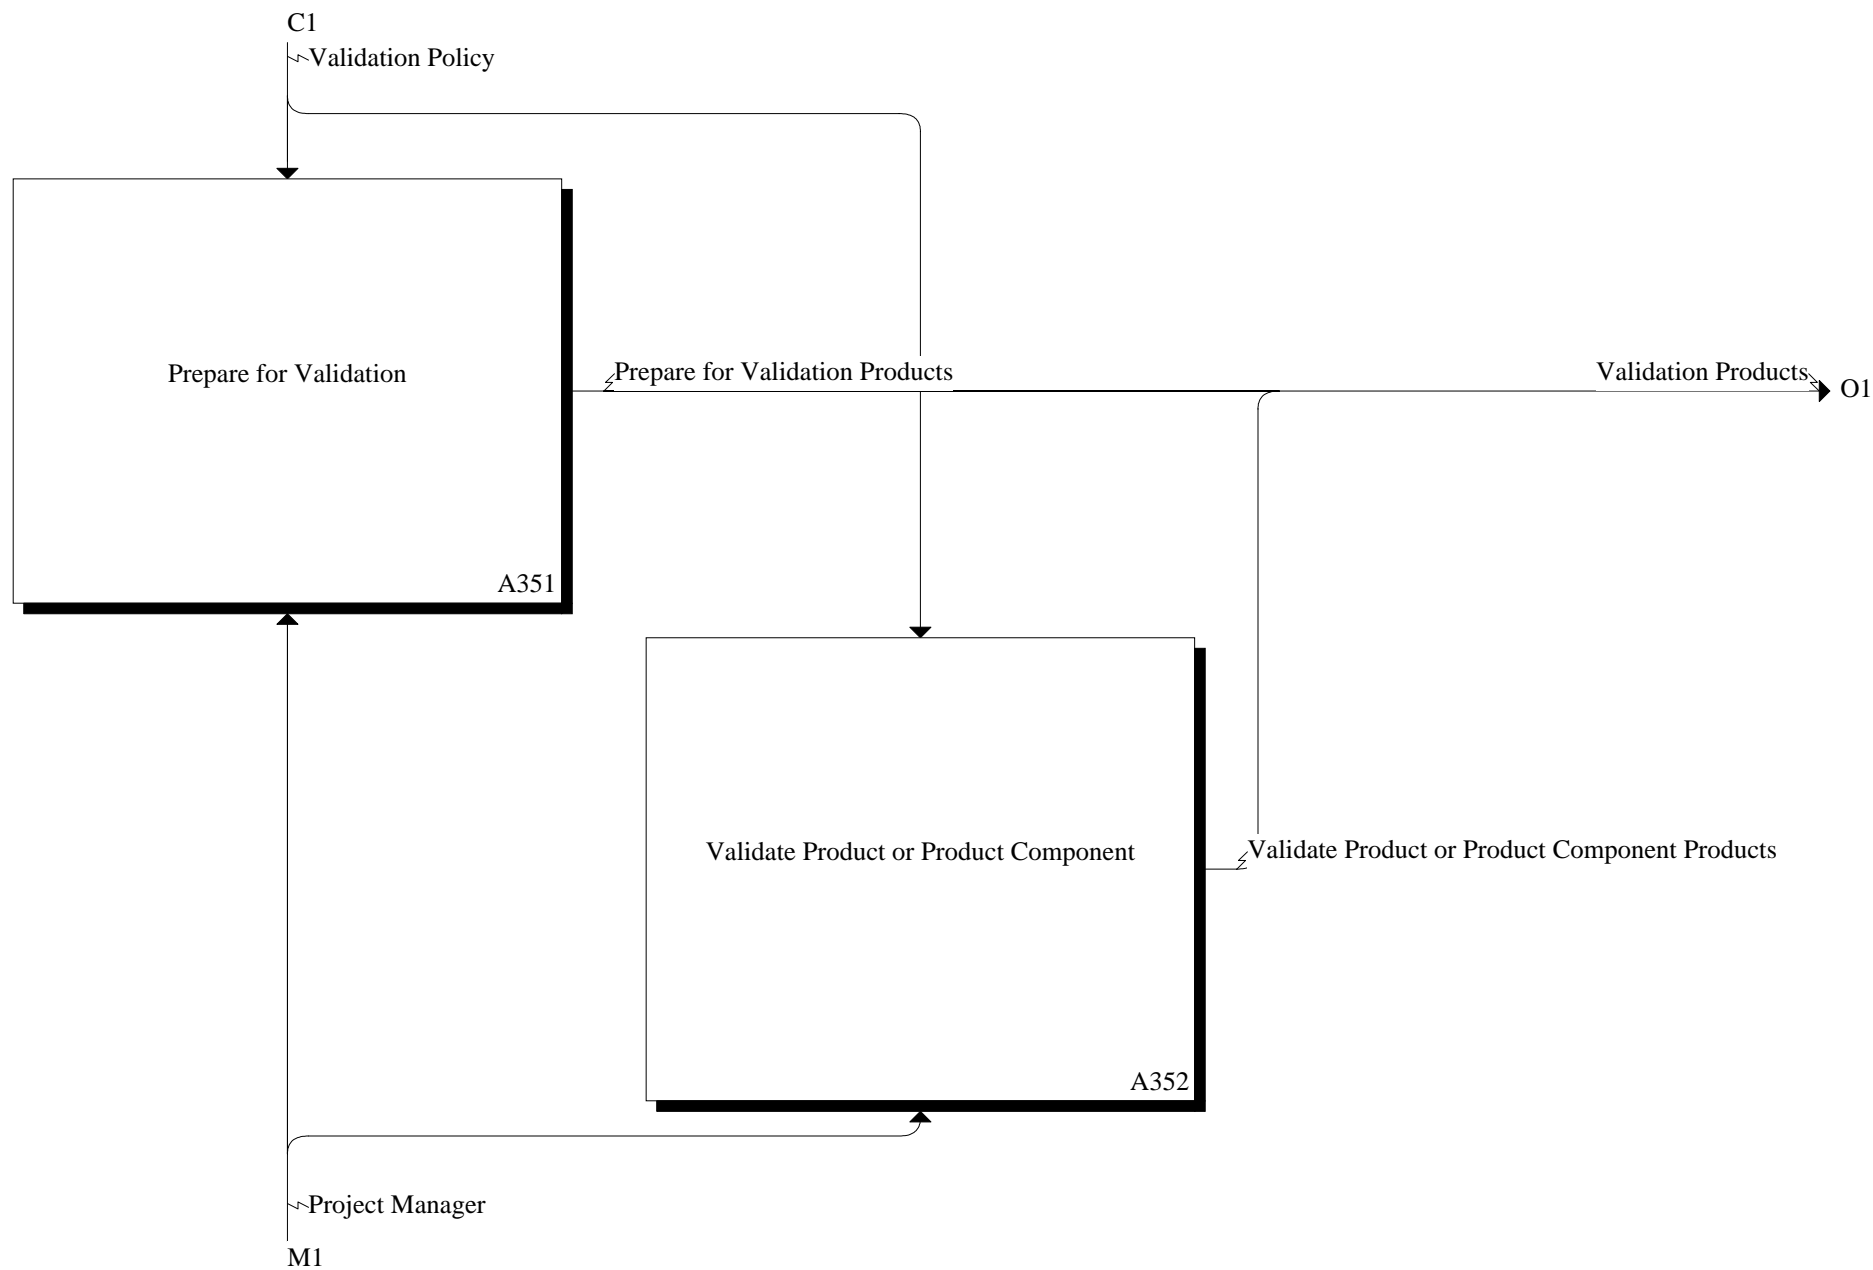 C1
Validation Policy
Prepare for Validation Products
Validation Products
O1
Prepare for Validation
A351
Validate Product or Product Component
Validate Product or Product Component Products
A352
Project Manager
M1